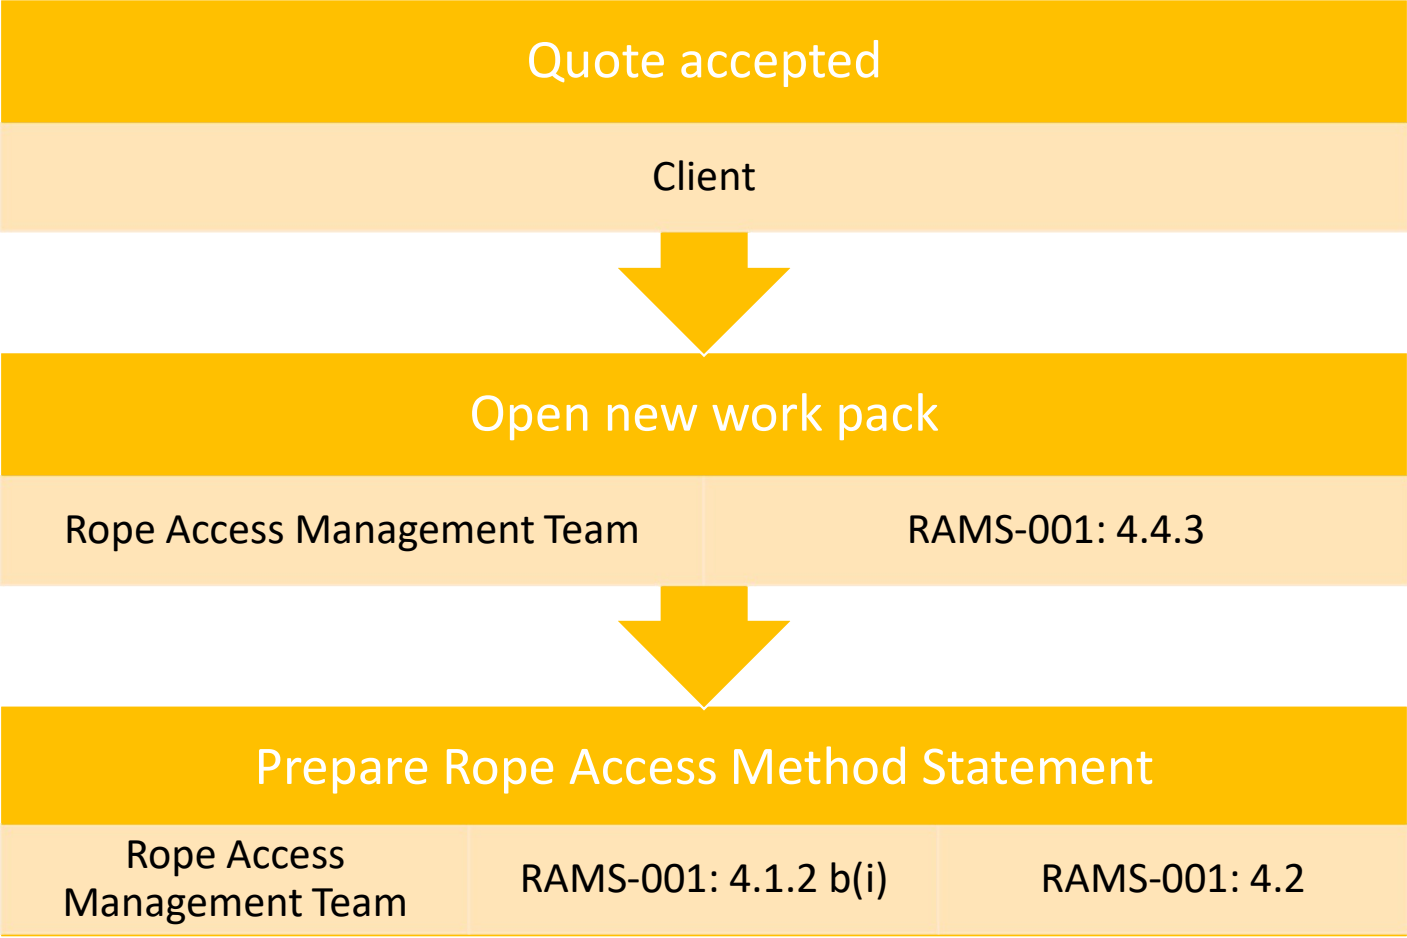 Quote accepted
Client
Open new work pack
Rope Access Management Team
RAMS-001: 4.4.3
Prepare Rope Access Method Statement
Rope Access
Management Team
RAMS-001: 4.1.2 b(i)
RAMS-001: 4.2